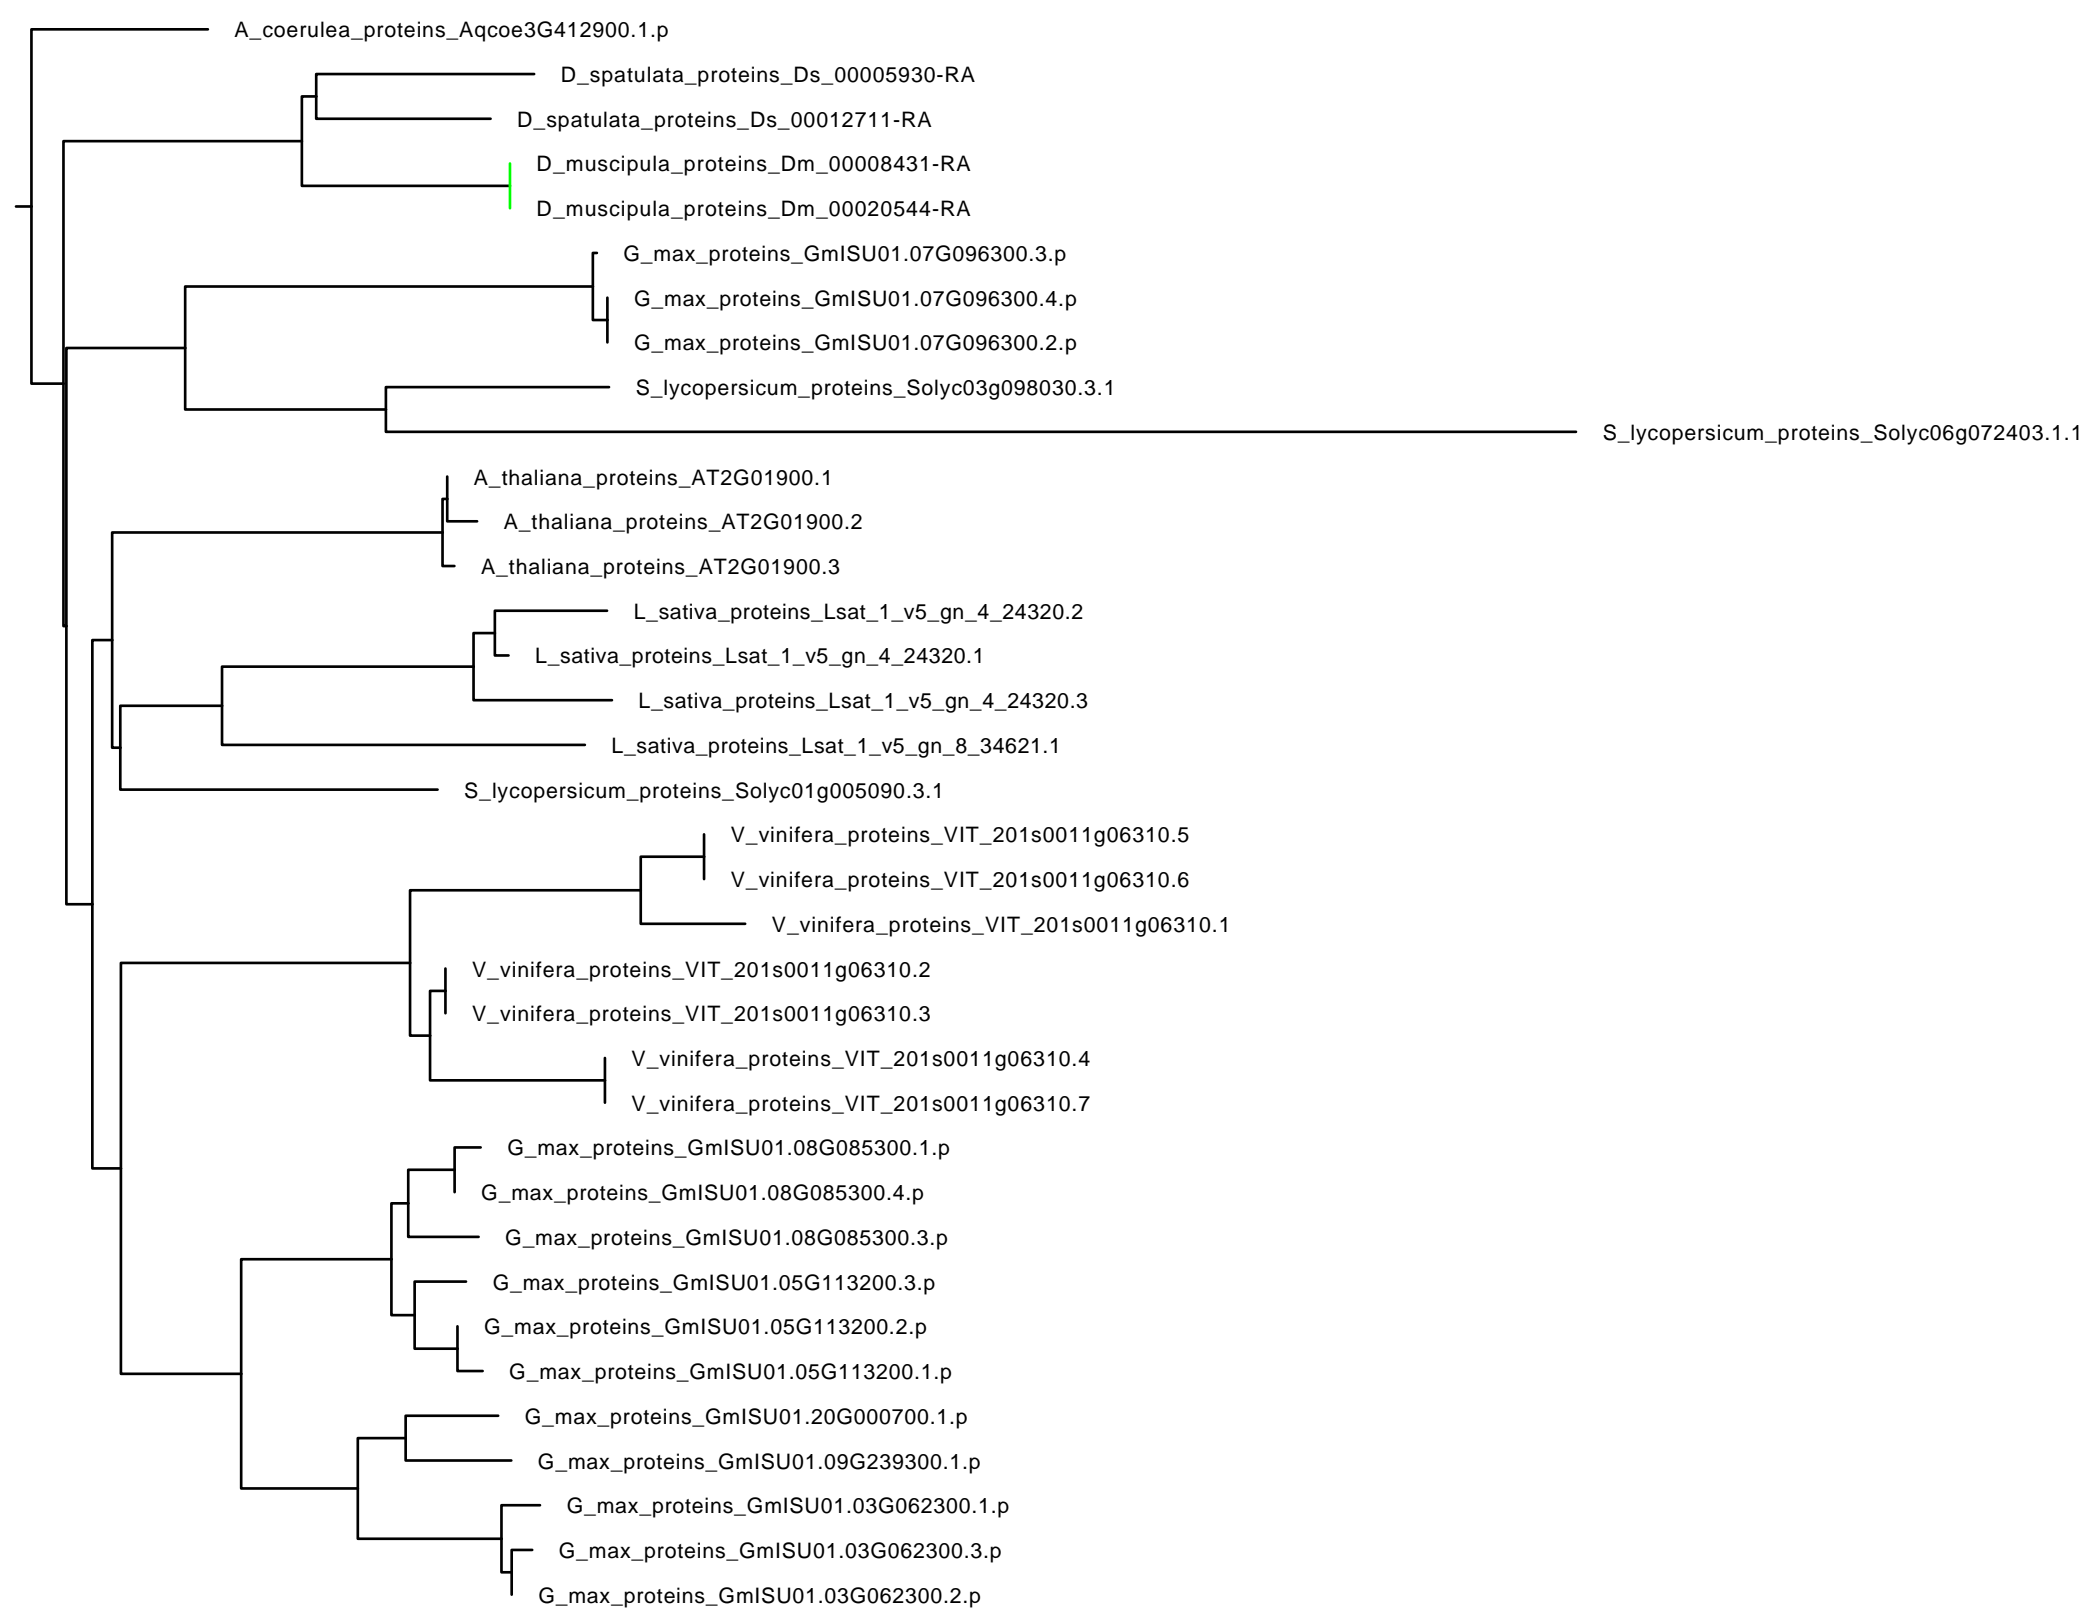 A_coerulea_proteins_Aqcoe3G412900.1.p
D_spatulata_proteins_Ds_00005930-RA
D_spatulata_proteins_Ds_00012711-RA
D_muscipula_proteins_Dm_00008431-RA
D_muscipula_proteins_Dm_00020544-RA
G_max_proteins_GmISU01.07G096300.3.p
G_max_proteins_GmISU01.07G096300.4.p
G_max_proteins_GmISU01.07G096300.2.p
S_lycopersicum_proteins_Solyc03g098030.3.1
S_lycopersicum_proteins_Solyc06g072403.1.1
A_thaliana_proteins_AT2G01900.1
A_thaliana_proteins_AT2G01900.2
A_thaliana_proteins_AT2G01900.3
L_sativa_proteins_Lsat_1_v5_gn_4_24320.2
L_sativa_proteins_Lsat_1_v5_gn_4_24320.1
L_sativa_proteins_Lsat_1_v5_gn_4_24320.3
L_sativa_proteins_Lsat_1_v5_gn_8_34621.1
S_lycopersicum_proteins_Solyc01g005090.3.1
V_vinifera_proteins_VIT_201s0011g06310.5
V_vinifera_proteins_VIT_201s0011g06310.6
V_vinifera_proteins_VIT_201s0011g06310.1
V_vinifera_proteins_VIT_201s0011g06310.2
V_vinifera_proteins_VIT_201s0011g06310.3
V_vinifera_proteins_VIT_201s0011g06310.4
V_vinifera_proteins_VIT_201s0011g06310.7
G_max_proteins_GmISU01.08G085300.1.p
G_max_proteins_GmISU01.08G085300.4.p
G_max_proteins_GmISU01.08G085300.3.p
G_max_proteins_GmISU01.05G113200.3.p
G_max_proteins_GmISU01.05G113200.2.p
G_max_proteins_GmISU01.05G113200.1.p
G_max_proteins_GmISU01.20G000700.1.p
G_max_proteins_GmISU01.09G239300.1.p
G_max_proteins_GmISU01.03G062300.1.p
G_max_proteins_GmISU01.03G062300.3.p
G_max_proteins_GmISU01.03G062300.2.p